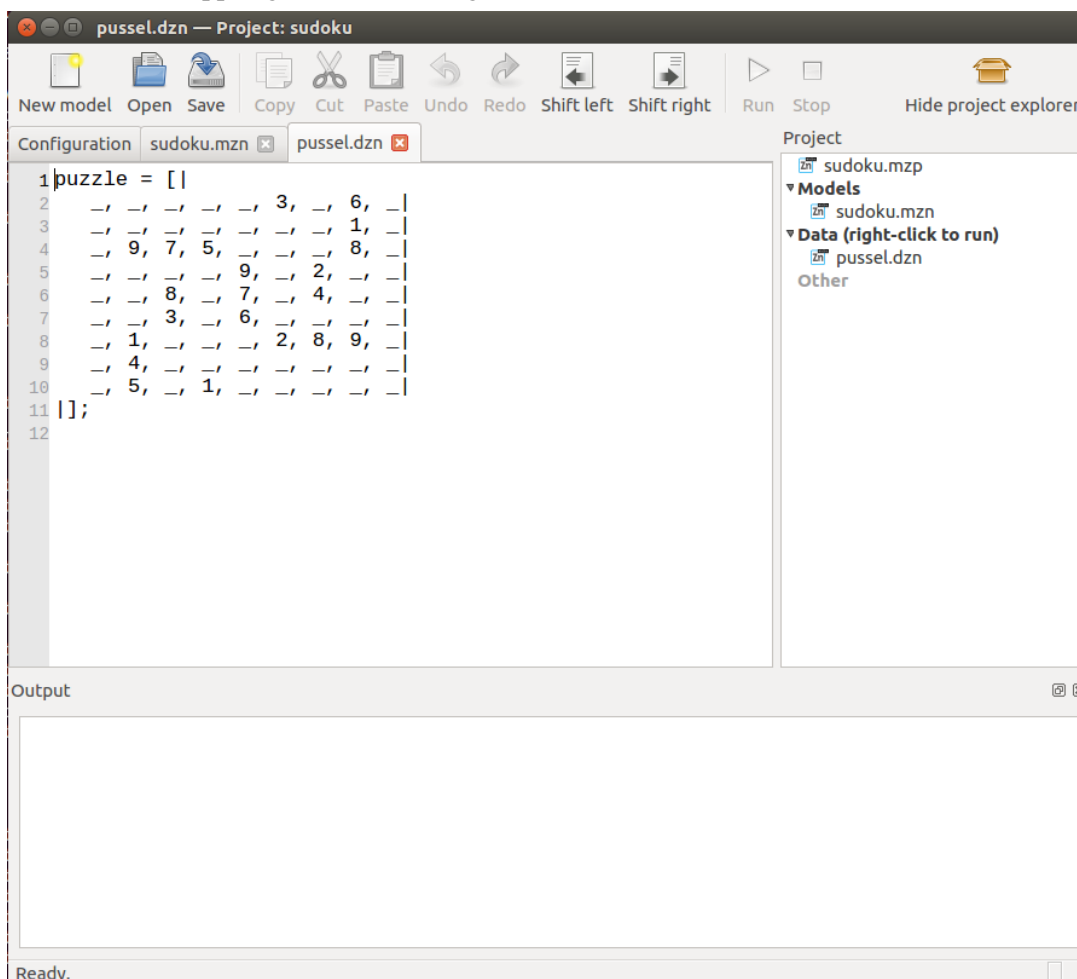 pussel.dzn — Project: sudoku
New model Open Save Copy Cut Paste Undo Redo Shift left Shift right Run Stop Hide project explorer
Configuration sudoku.mzn pussel.dzn
1 puzzle = [|
2 _, _, _, _, _, 3, _, 6, _|
3 _, _, _, _, _, _, _, 1, _|
4 _, 9, 7, 5, _, _, _, 8, _|
5 _, _, _, _, 9, _, 2, _, _|
6 _, _, 8, _, 7, _, 4, _, _|
7 _, _, 3, _, 6, _, _, _, _|
8 _, 1, _, _, _, 2, 8, 9, _|
9 _, 4, _, _, _, _, _, _, _|
10 _, 5, _, 1, _, _, _, _, _|
11 |];
12
Project
sudoku.mzp
Models
sudoku.mzn
Data (right-click to run)
pussel.dzn
Other
Output
Ready.